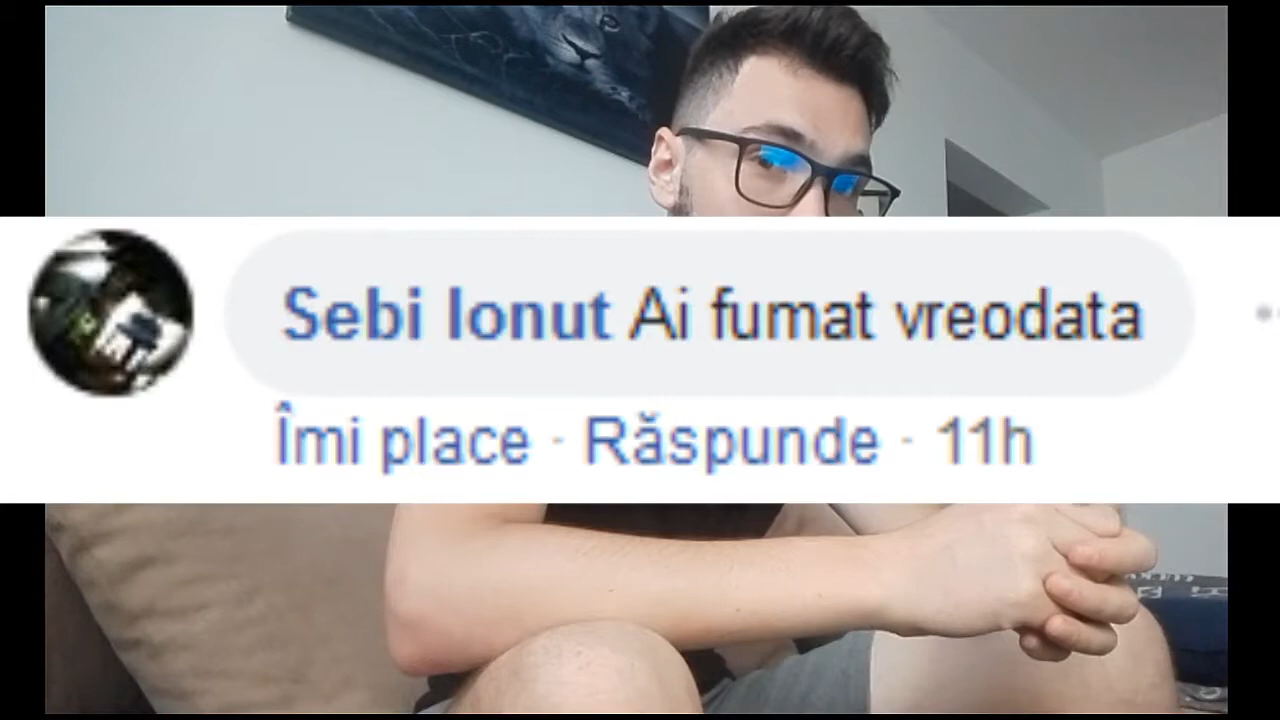 Sebi Ionut Ai fumat vreodata
Îmi place · Răspunde · 11h